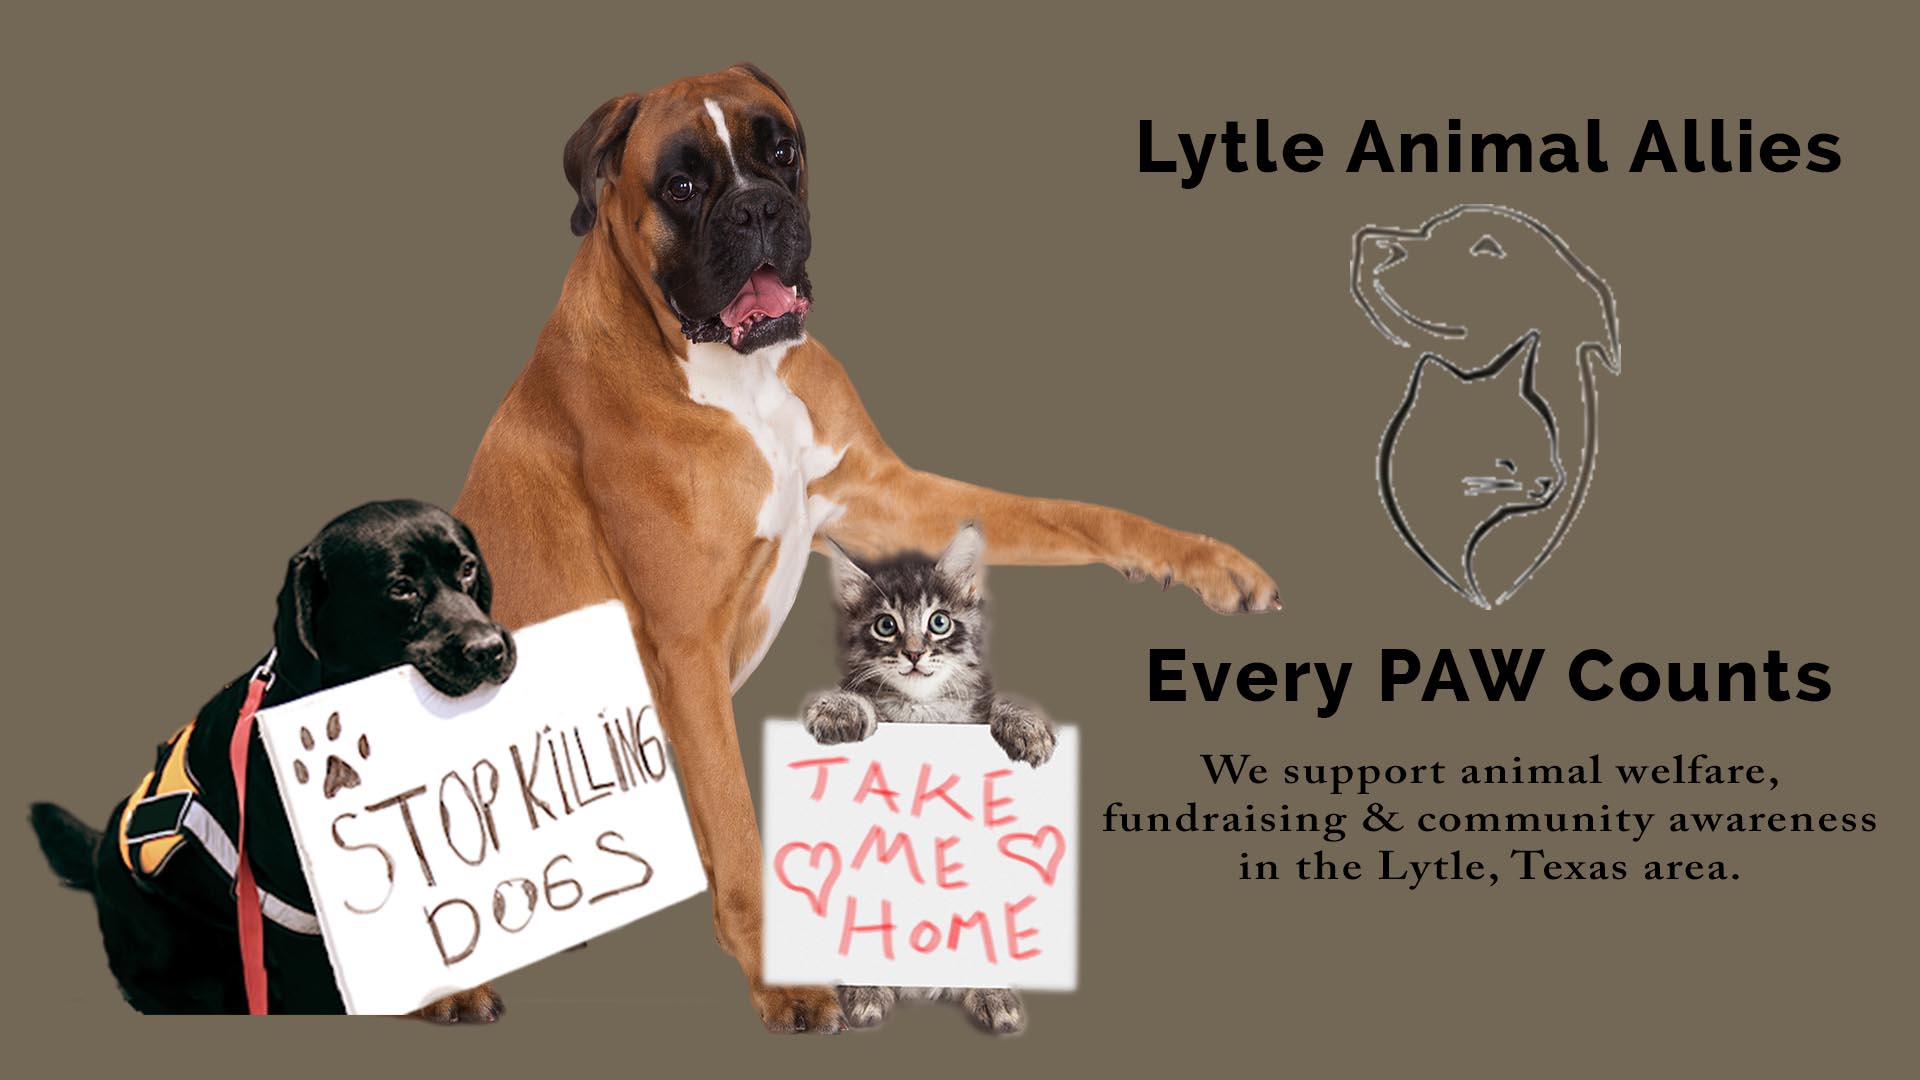 Lytle Animal Allies
Every PAW Counts
We support animal welfare,
fundraising & community awareness
in the Lytle, Texas area.
STOP KILLING
DOGS
TAKE
ME
HOME